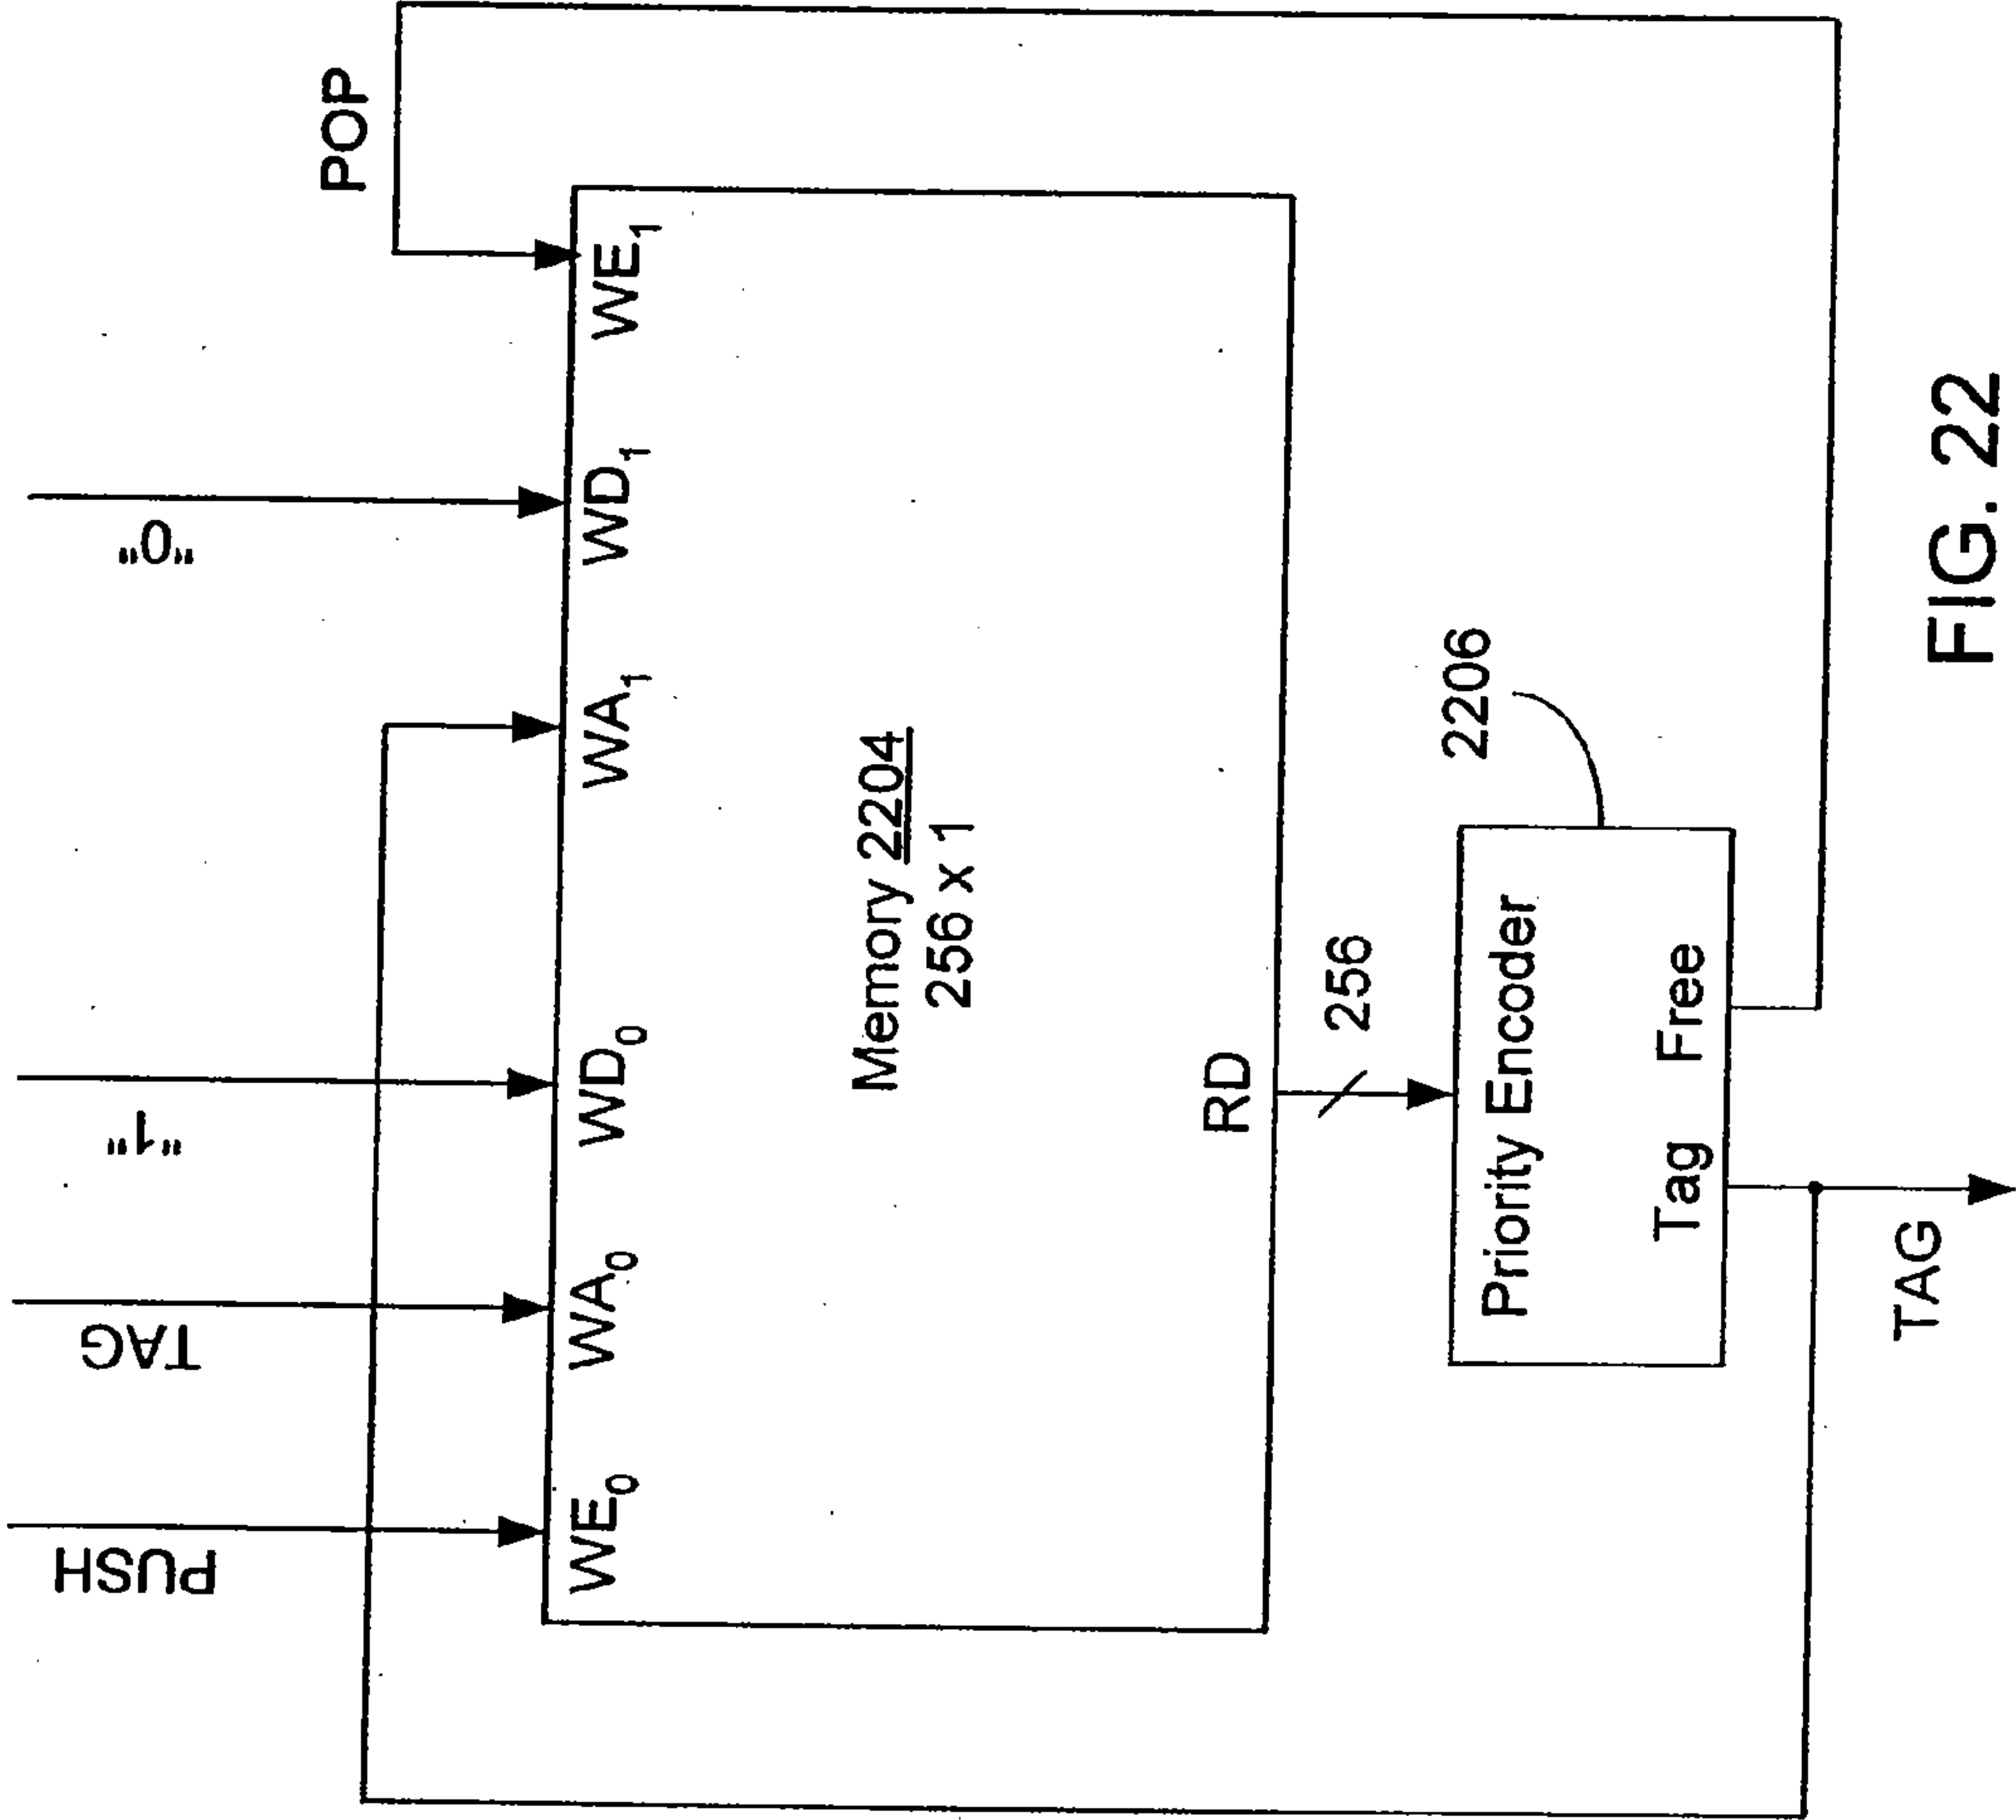 PUSH
TAG
"1"
"0"
POP
WE0 WA0 WD0 WA1 WD1 WE1
Memory 2204
256 x 1
RD
256
2206
Priority Encoder
Tag Free
TAG
FIG. 22